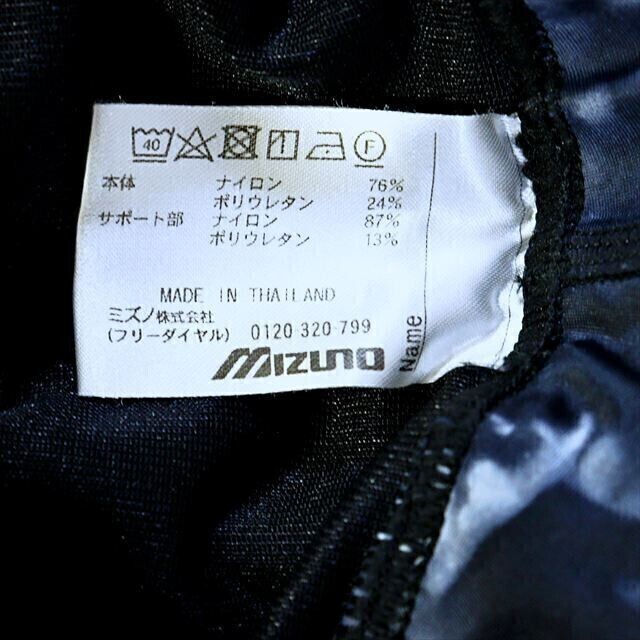 40 F
本体 ナイロン 76%
ポリウレタン 24%
サポート部 ナイロン 87%
ポリウレタン 13%
MADE IN THAILAND
ミズノ株式会社
(フリーダイヤル) 0120-320-799
MIZUNO
Name